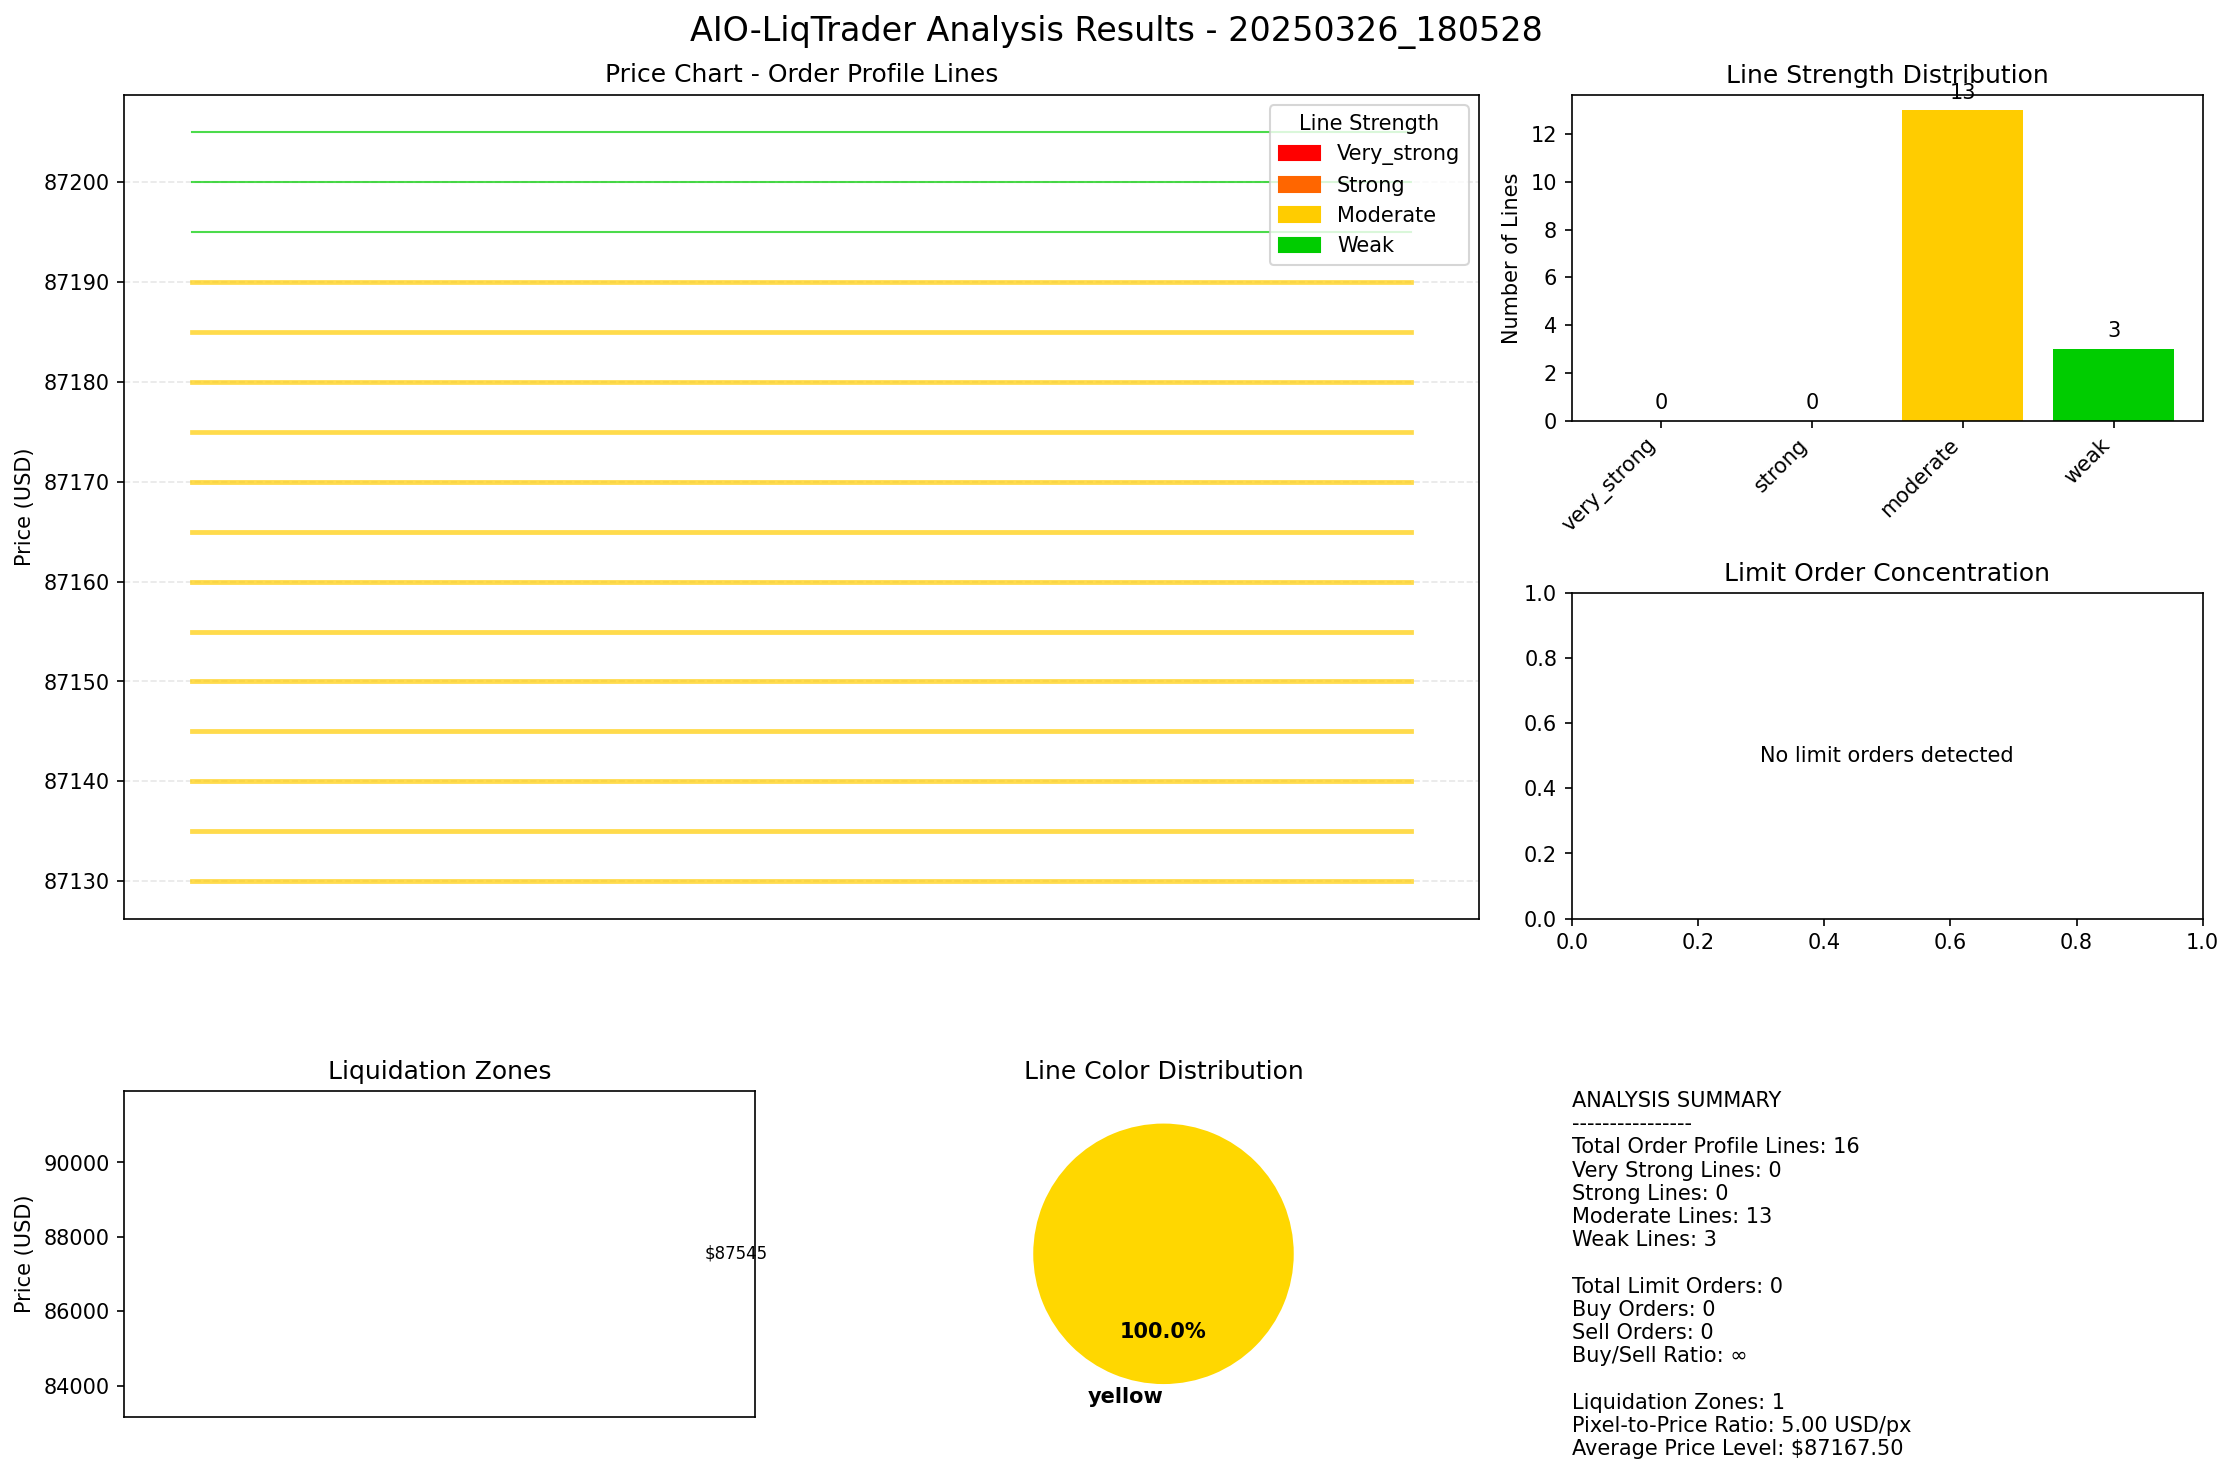 AIO-LiqTrader Analysis Results - 20250326_180528
Price Chart - Order Profile Lines
Price (USD)
87200
87190
87180
87170
87160
87150
87140
87130
Line Strength
Very_strong
Strong
Moderate
Weak
Line Strength Distribution
Number of Lines
12
10
8
6
4
2
0
0
0
13
3
very_strong
strong
moderate
weak
Limit Order Concentration
1.0
0.8
0.6
0.4
0.2
0.0
No limit orders detected
0.0
0.2
0.4
0.6
0.8
1.0
Liquidation Zones
Price (USD)
90000
88000
86000
84000
$87545
Line Color Distribution
100.0%
yellow
ANALYSIS SUMMARY
----------------
Total Order Profile Lines: 16
Very Strong Lines: 0
Strong Lines: 0
Moderate Lines: 13
Weak Lines: 3
Total Limit Orders: 0
Buy Orders: 0
Sell Orders: 0
Buy/Sell Ratio: ∞
Liquidation Zones: 1
Pixel-to-Price Ratio: 5.00 USD/px
Average Price Level: $87167.50